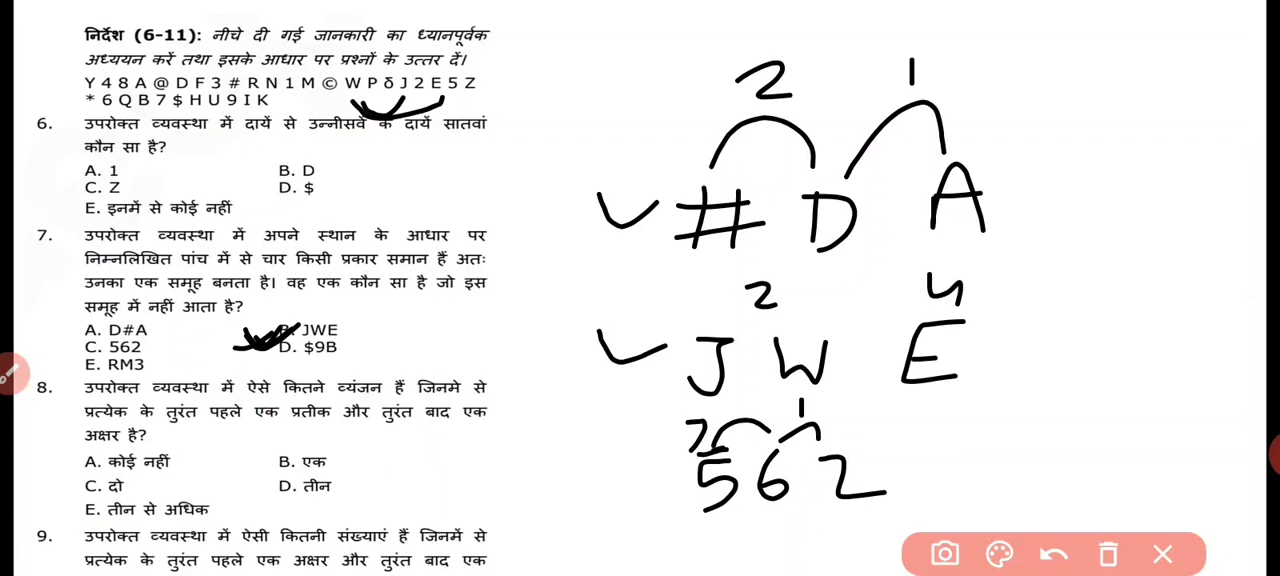 निर्देश (6-11): नीचे दी गई जानकारी का ध्यानपूर्वक
अध्ययन करें तथा इसके आधार पर प्रश्नों के उत्तर दें।
Y 4 8 A @ D F 3 # R N 1 M © W P δ J 2 E 5 Z
* 6 Q B 7 $ H U 9 I K
6. उपरोक्त व्यवस्था में दायें से उन्नीसवें के दायें सातवां
कौन सा है?
A. 1 B. D
C. Z D. $
E. इनमें से कोई नहीं
7. उपरोक्त व्यवस्था में अपने स्थान के आधार पर
निम्नलिखित पांच में से चार किसी प्रकार समान हैं अतः
उनका एक समूह बनता है। वह एक कौन सा है जो इस
समूह में नहीं आता है?
A. D#A B. JWE
C. 562 D. $9B
E. RM3
8. उपरोक्त व्यवस्था में ऐसे कितने व्यंजन हैं जिनमे से
प्रत्येक के तुरंत पहले एक प्रतीक और तुरंत बाद एक
अक्षर है?
A. कोई नहीं B. एक
C. दो D. तीन
E. तीन से अधिक
9. उपरोक्त व्यवस्था में ऐसी कितनी संख्याएं हैं जिनमें से
प्रत्येक के तुरंत पहले एक अक्षर और तुरंत बाद एक
2 1
# D A
2 4
J W E
2 1
5 6 2